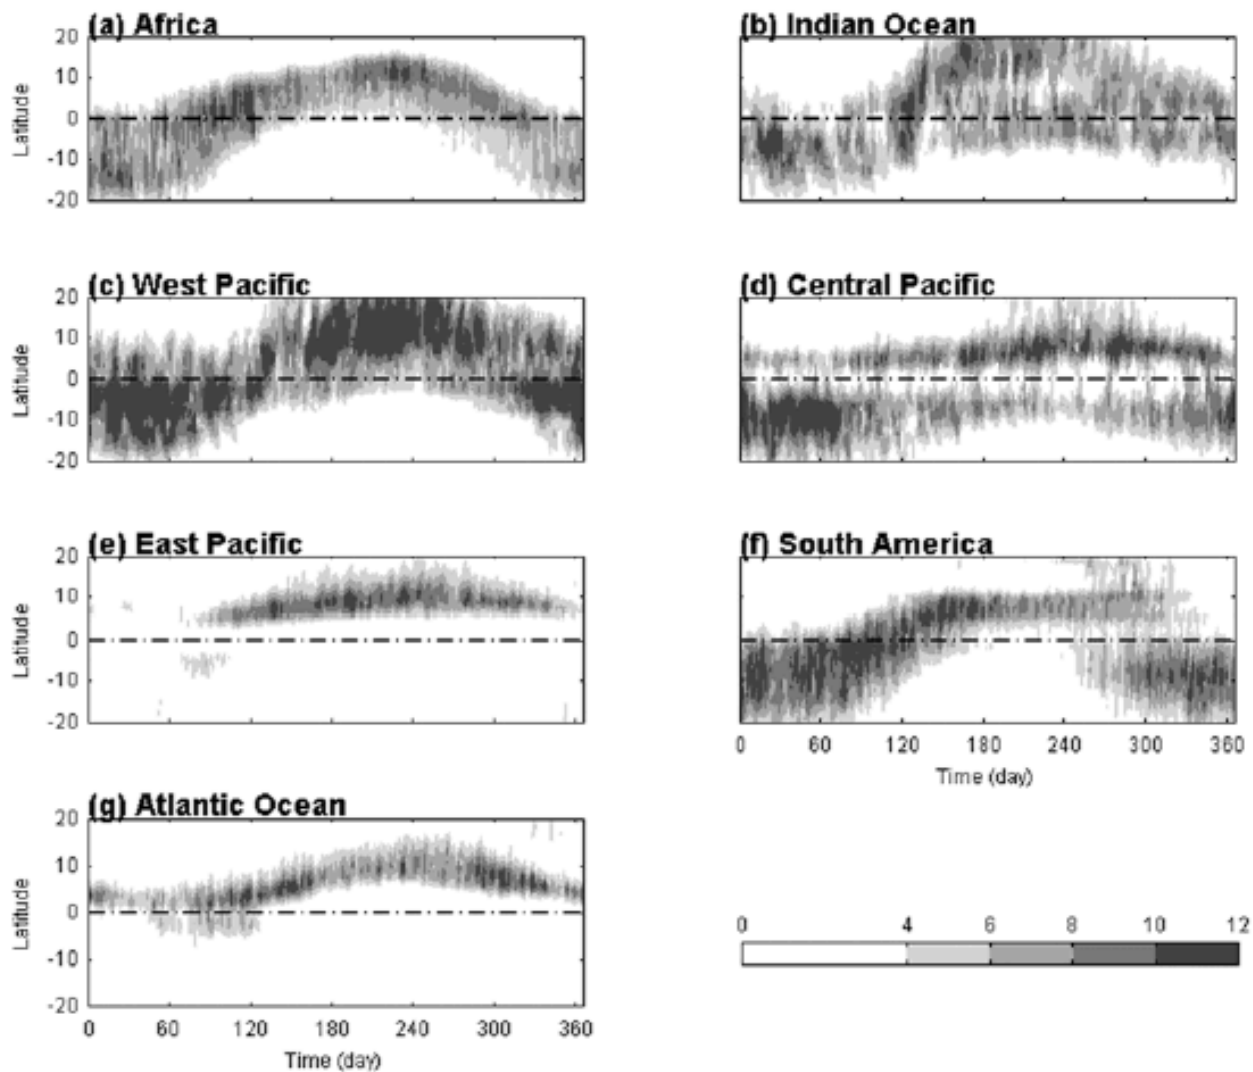 (a) Africa
20
10
0
-10
-20
Latitude
(b) Indian Ocean
(c) West Pacific
20
10
0
-10
-20
Latitude
(d) Central Pacific
(e) East Pacific
20
10
0
-10
-20
Latitude
(f) South America
0 60 120 180 240 300 360
Time (day)
(g) Atlantic Ocean
20
10
0
-10
-20
Latitude
0 60 120 180 240 300 360
Time (day)
0 4 6 8 10 12